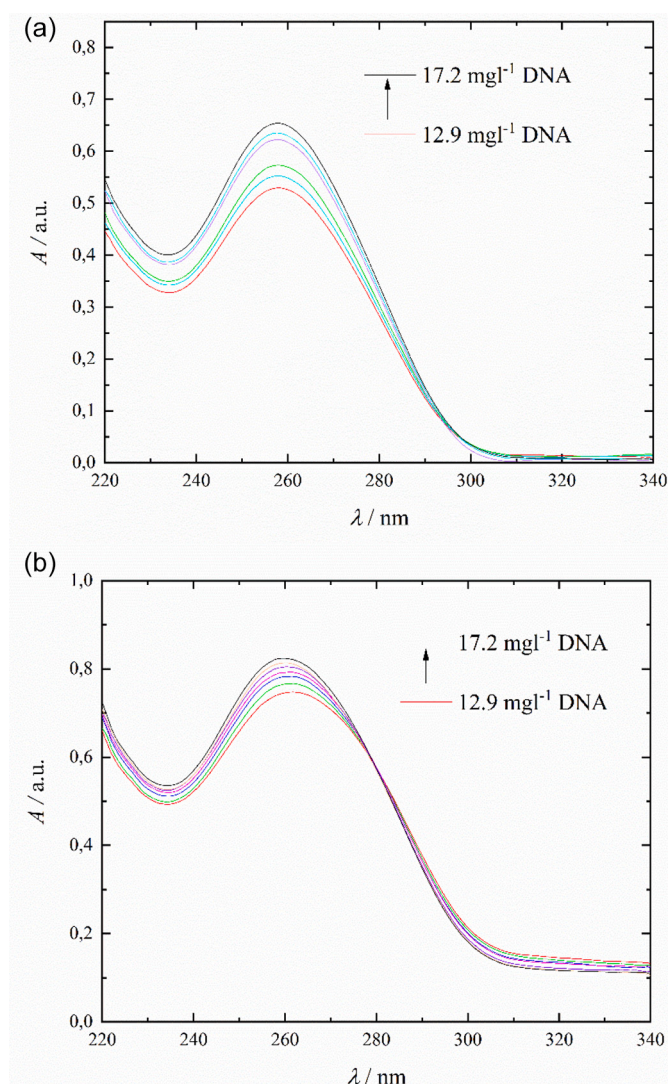 (a)
0,8
0,7
0,6
0,5
0,4
0,3
0,2
0,1
0,0
A / a.u.
17.2 mgl⁻¹ DNA
12.9 mgl⁻¹ DNA
220 240 260 280 300 320 340
λ / nm
(b)
1,0
0,8
0,6
0,4
0,2
0,0
A / a.u.
17.2 mgl⁻¹ DNA
12.9 mgl⁻¹ DNA
220 240 260 280 300 320 340
λ / nm